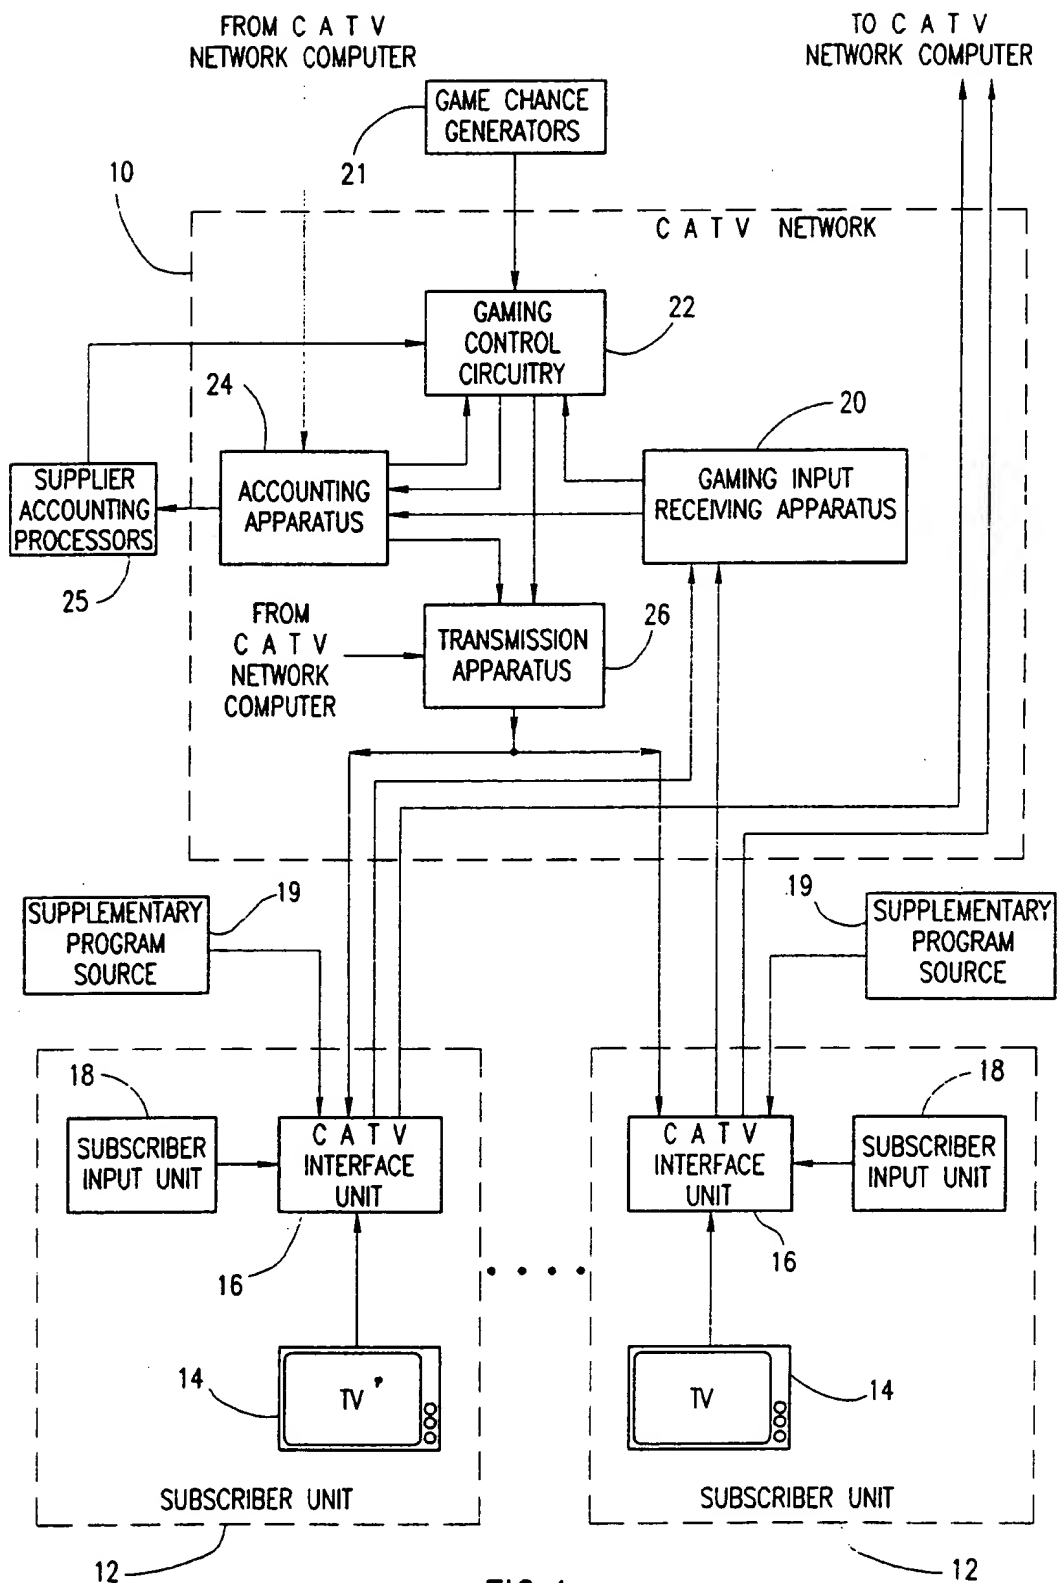 FROM C A T V
NETWORK COMPUTER
TO C A T V
NETWORK COMPUTER
GAME CHANCE
GENERATORS
21
10
C A T V NETWORK
GAMING
CONTROL
CIRCUITRY
22
24
20
SUPPLIER
ACCOUNTING
PROCESSORS
25
ACCOUNTING
APPARATUS
GAMING INPUT
RECEIVING APPARATUS
FROM
C A T V
NETWORK
COMPUTER
TRANSMISSION
APPARATUS
26
SUPPLEMENTARY
PROGRAM
SOURCE
19
19
SUPPLEMENTARY
PROGRAM
SOURCE
18
SUBSCRIBER
INPUT UNIT
C A T V
INTERFACE
UNIT
16
C A T V
INTERFACE
UNIT
16
18
SUBSCRIBER
INPUT UNIT
14
TV
TV
14
SUBSCRIBER UNIT
SUBSCRIBER UNIT
12
12